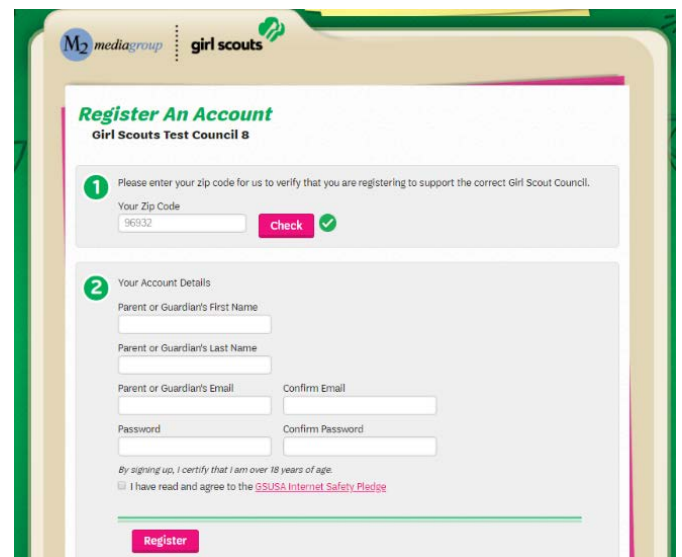 M2 mediagroup girl scouts
Register An Account
Girl Scouts Test Council 8
1 Please enter your zip code for us to verify that you are registering to support the correct Girl Scout Council.
Your Zip Code
96932 Check
2 Your Account Details
Parent or Guardian's First Name
Parent or Guardian's Last Name
Parent or Guardian's Email Confirm Email
Password Confirm Password
By signing up, I certify that I am over 18 years of age.
I have read and agree to the GSUSA Internet Safety Pledge
Register